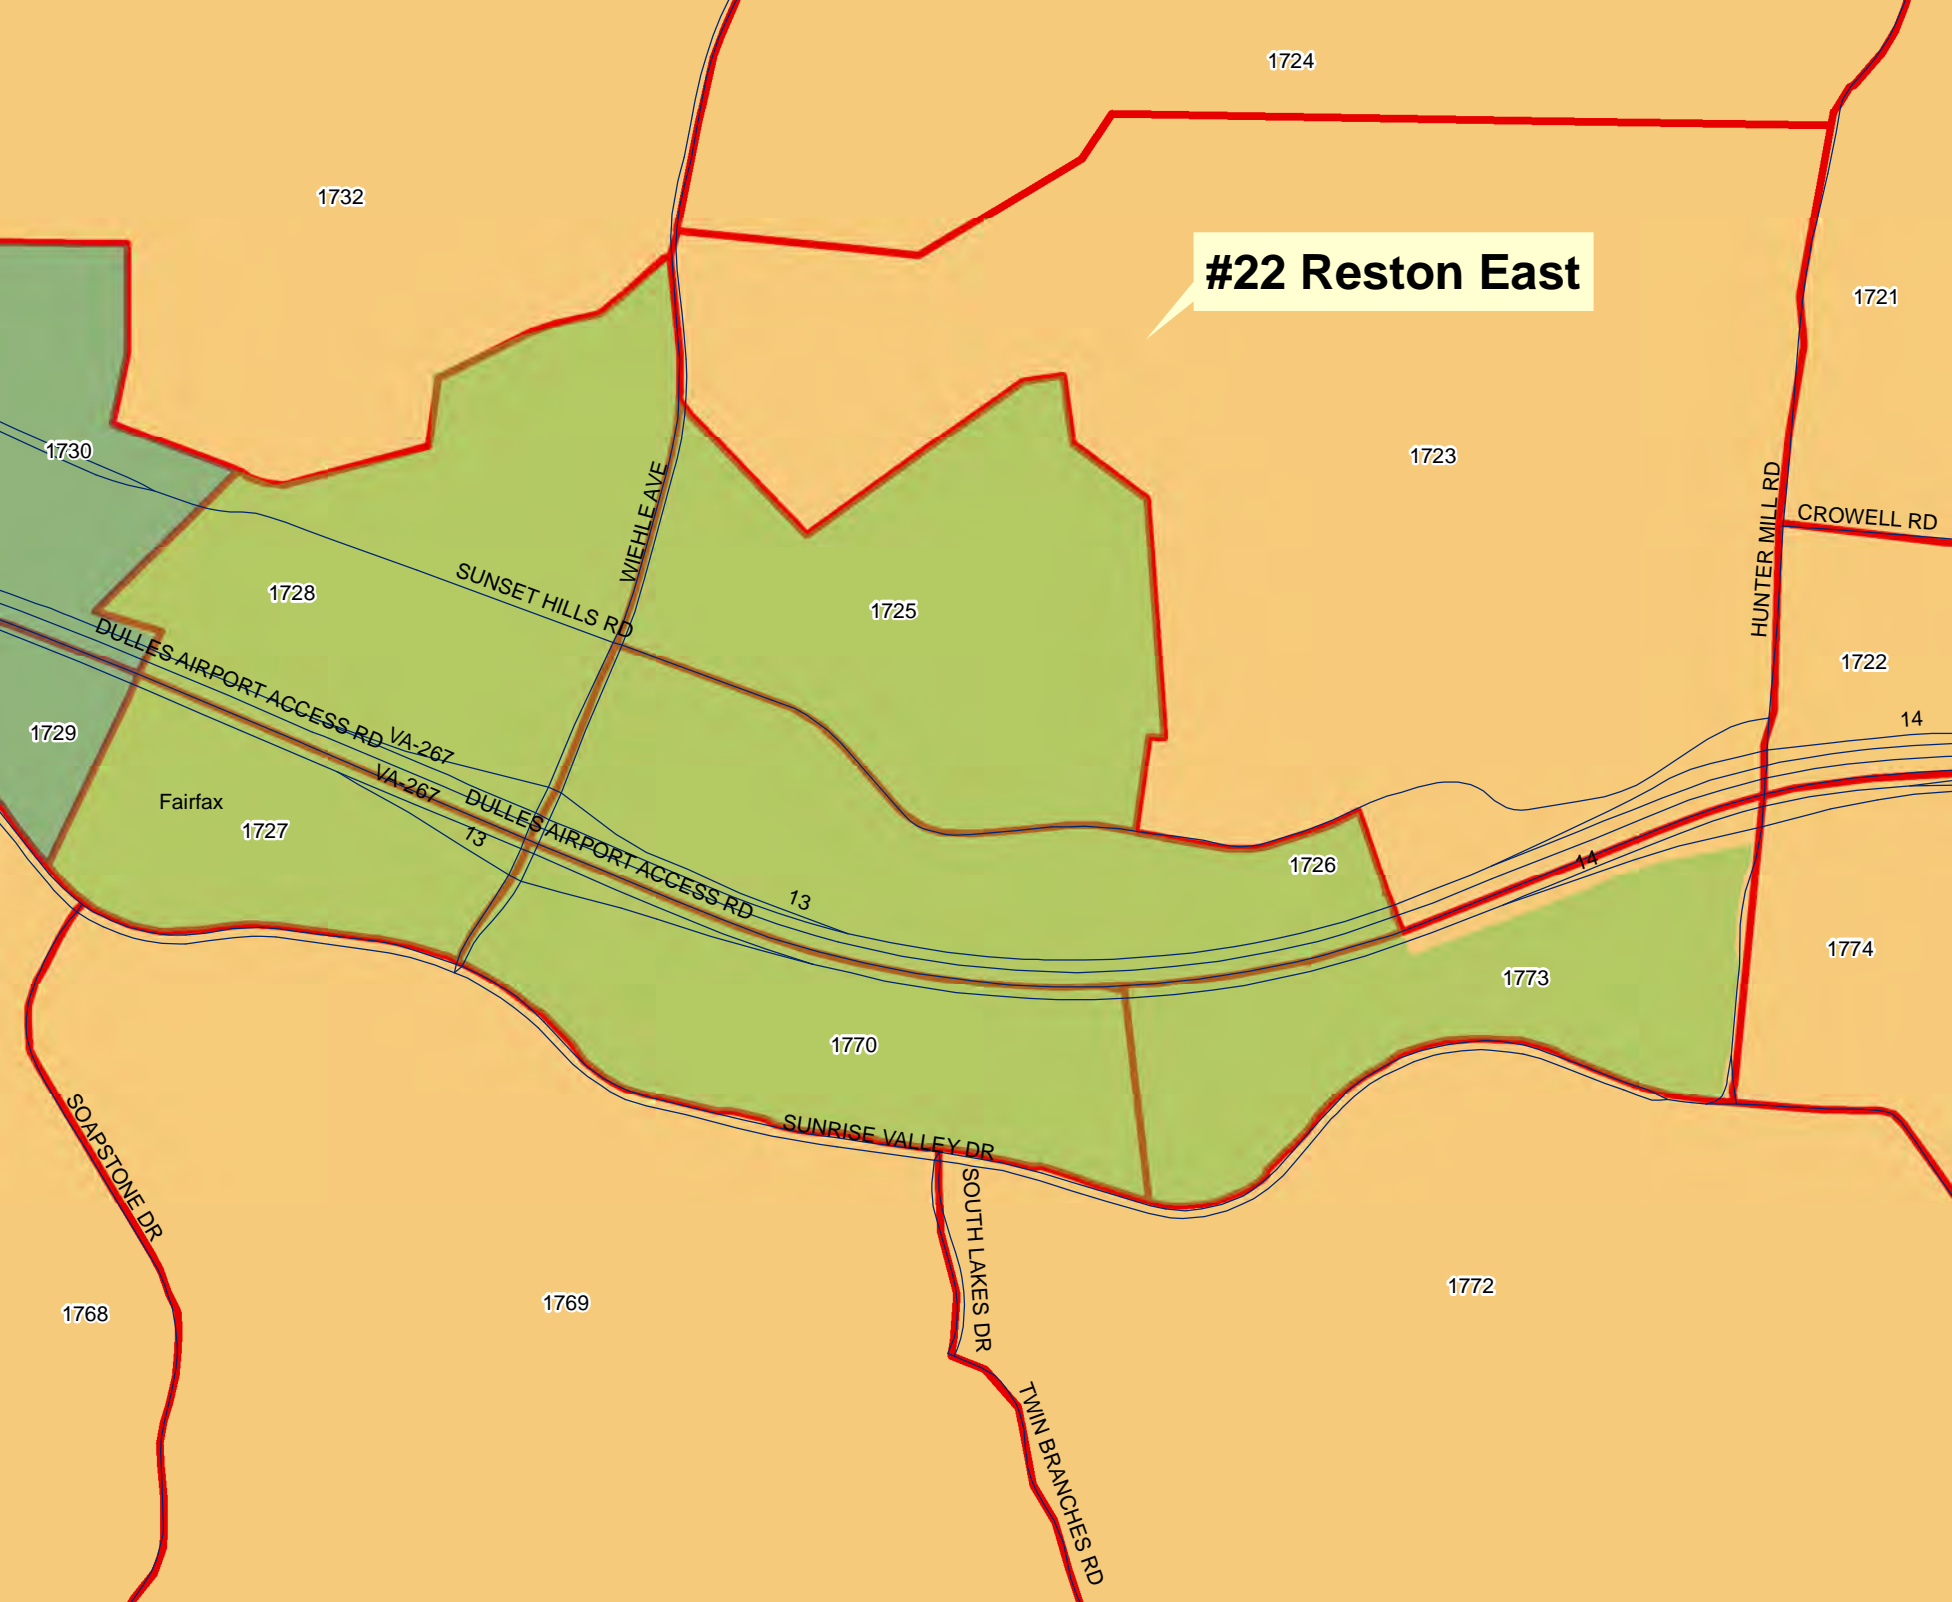 1724
1732
#22 Reston East
1721
1730
1723
HUNTER MILL RD
CROWELL RD
WIEHLE AVE
SUNSET HILLS RD
1728
1725
1722
DULLES AIRPORT ACCESS RD
VA-267
14
1729
VA-267
Fairfax
1727
13
DULLES AIRPORT ACCESS RD
13
1726
14
1774
1773
1770
SUNRISE VALLEY DR
SOAPSTONE DR
SOUTH LAKES DR
1768
1769
1772
TWIN BRANCHES RD